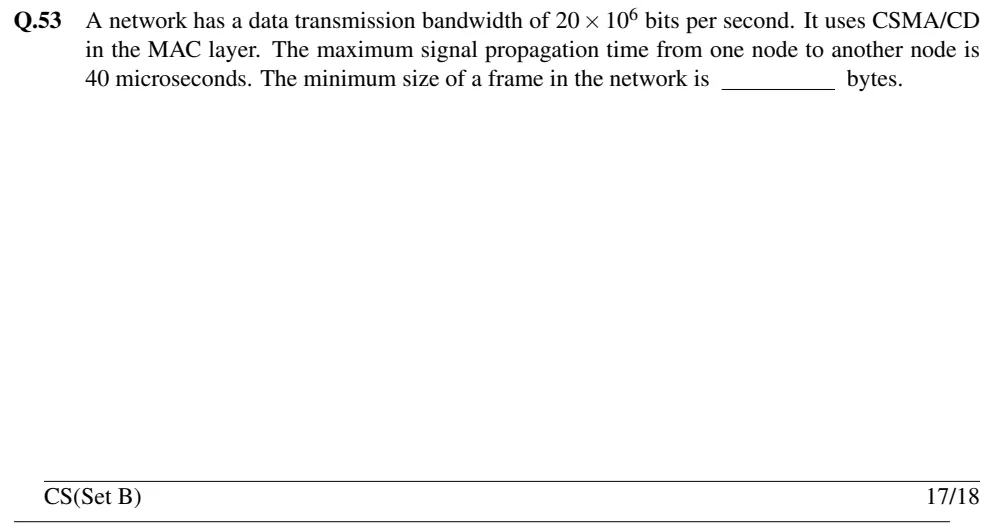 Q.53 A network has a data transmission bandwidth of 20 × 10⁶ bits per second. It uses CSMA/CD
in the MAC layer. The maximum signal propagation time from one node to another node is
40 microseconds. The minimum size of a frame in the network is __________ bytes.
CS(Set B) 17/18